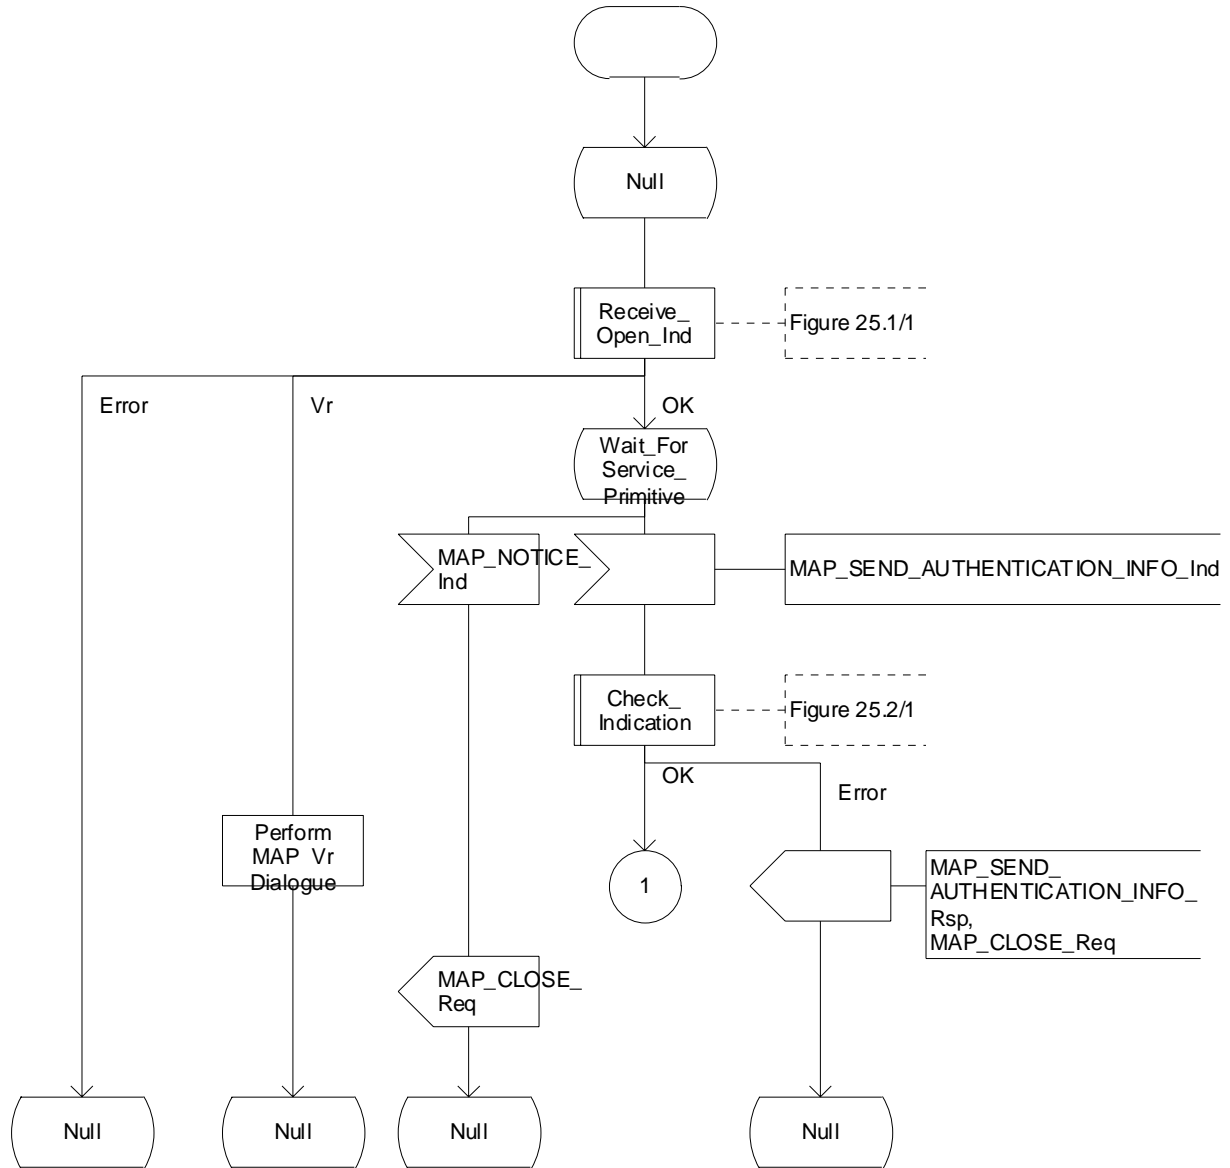 Null
Receive_
Open_Ind
Figure 25.1/1
Error
Vr
OK
Wait_For
Service_
Primitive
MAP_NOTICE_
Ind
MAP_SEND_AUTHENTICATION_INFO_Ind
Check_
Indication
Figure 25.2/1
OK
Error
Perform
MAP Vr
Dialogue
1
MAP_SEND_
AUTHENTICATION_INFO_
Rsp,
MAP_CLOSE_Req
MAP_CLOSE_
Req
Null
Null
Null
Null